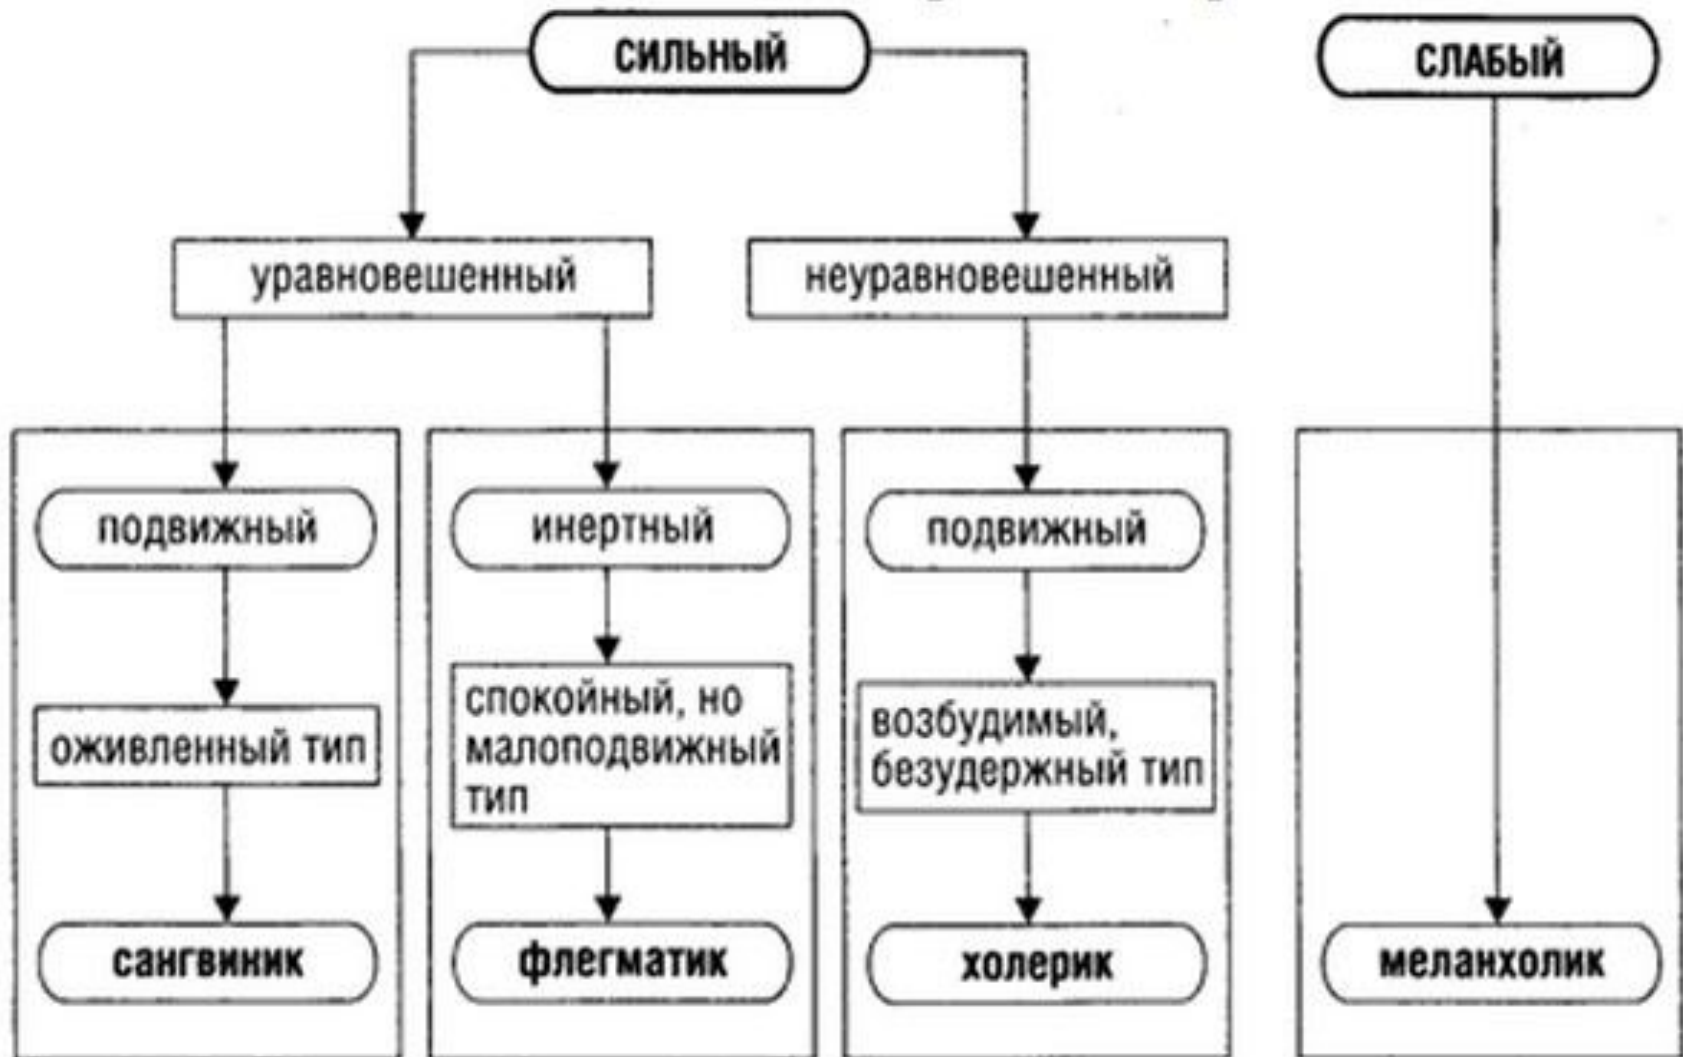 СИЛЬНЫЙ
СЛАБЫЙ
уравновешенный
неуравновешенный
подвижный
инертный
подвижный
оживленный тип
спокойный, но
малоподвижный
тип
возбудимый,
безудержный тип
сангвиник
флегматик
холерик
меланхолик